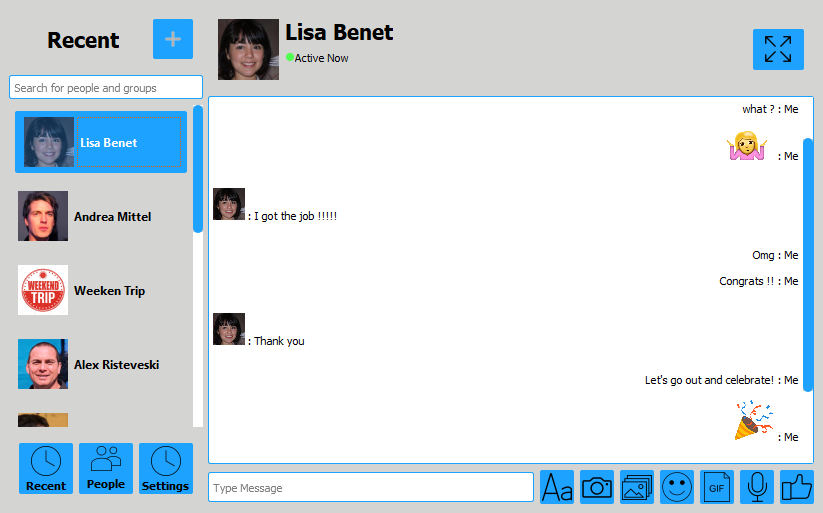 Recent
+
Search for people and groups
Lisa Benet
Andrea Mittel
WEEKEND
TRIP
Weeken Trip
Alex Risteveski
Recent
People
Settings
Lisa Benet
Active Now
what ? : Me
: Me
: I got the job !!!!!
Omg : Me
Congrats !! : Me
: Thank you
Let's go out and celebrate! : Me
: Me
Type Message
Aa
GIF